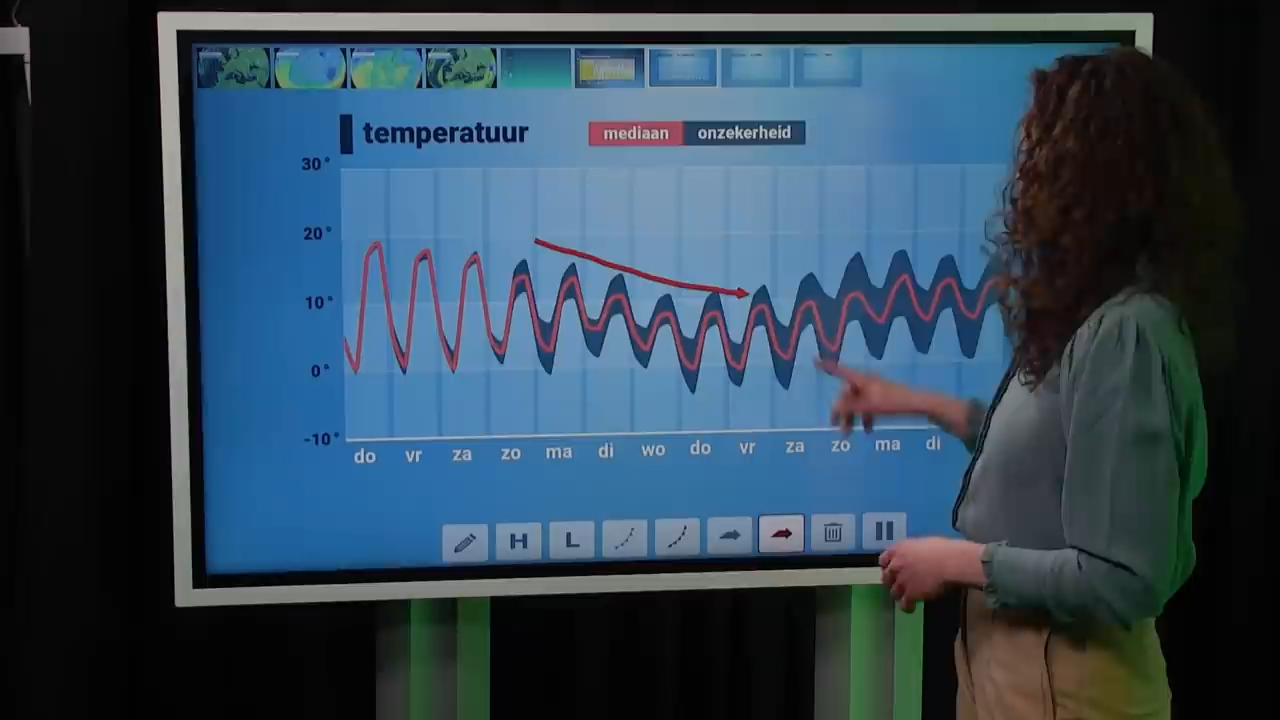 temperatuur
mediaan onzekerheid
30°
20°
10°
0°
-10°
do vr za zo ma di wo do vr za zo ma di
H L